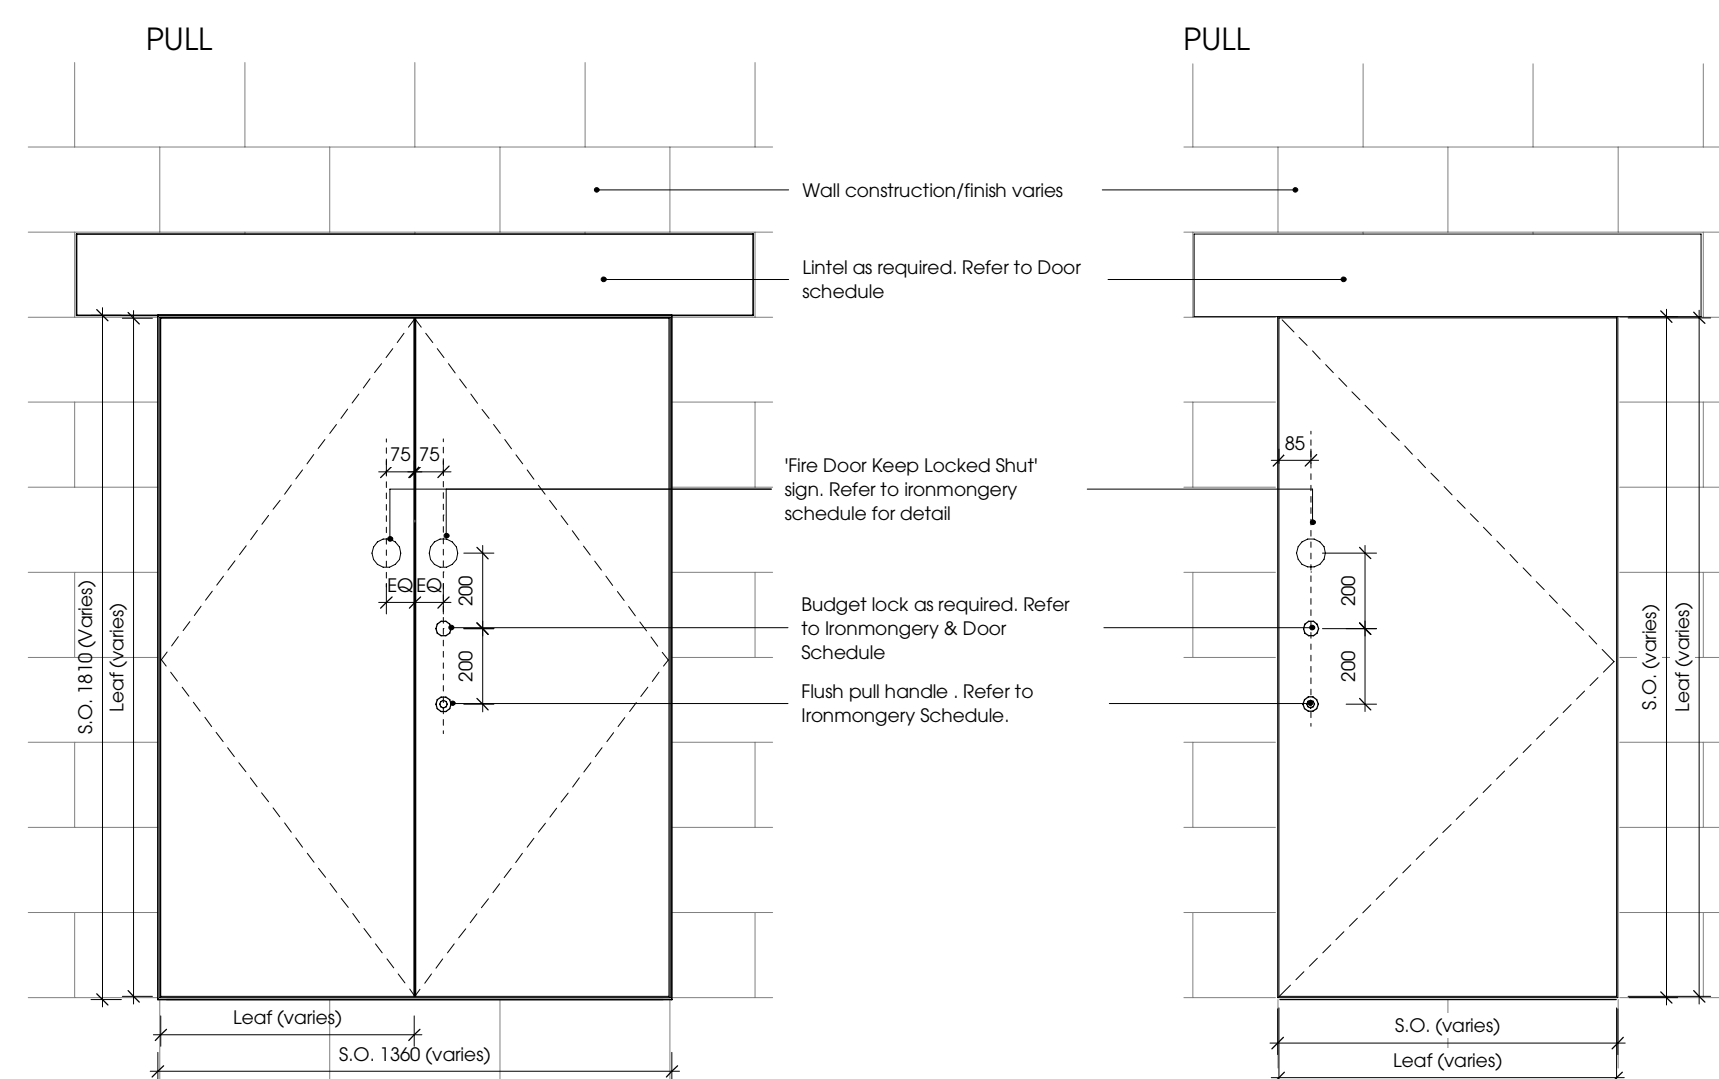 PULL
PULL
Wall construction/finish varies
Lintel as required. Refer to Door
schedule
75
75
85
'Fire Door Keep Locked Shut'
sign. Refer to ironmongery
schedule for detail
EQ
EQ
200
200
Budget lock as required. Refer
to Ironmongery & Door
Schedule
200
200
Flush pull handle . Refer to
Ironmongery Schedule.
S.O. 1810 (Varies)
Leaf (varies)
S.O. (varies)
Leaf (varies)
Leaf (varies)
S.O. 1360 (varies)
S.O. (varies)
Leaf (varies)